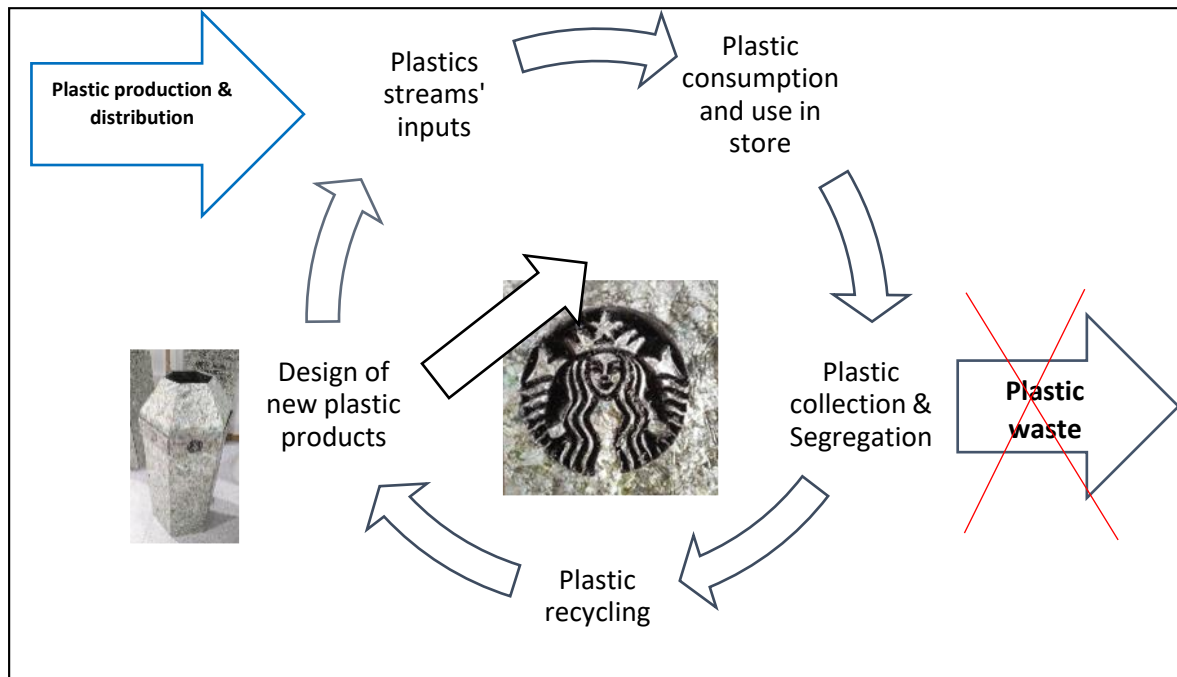 Plastic production &
distribution
Plastics
streams'
inputs
Plastic
consumption
and use in
store
Plastic
collection &
Segregation
Plastic
waste
Plastic
recycling
Design of
new plastic
products